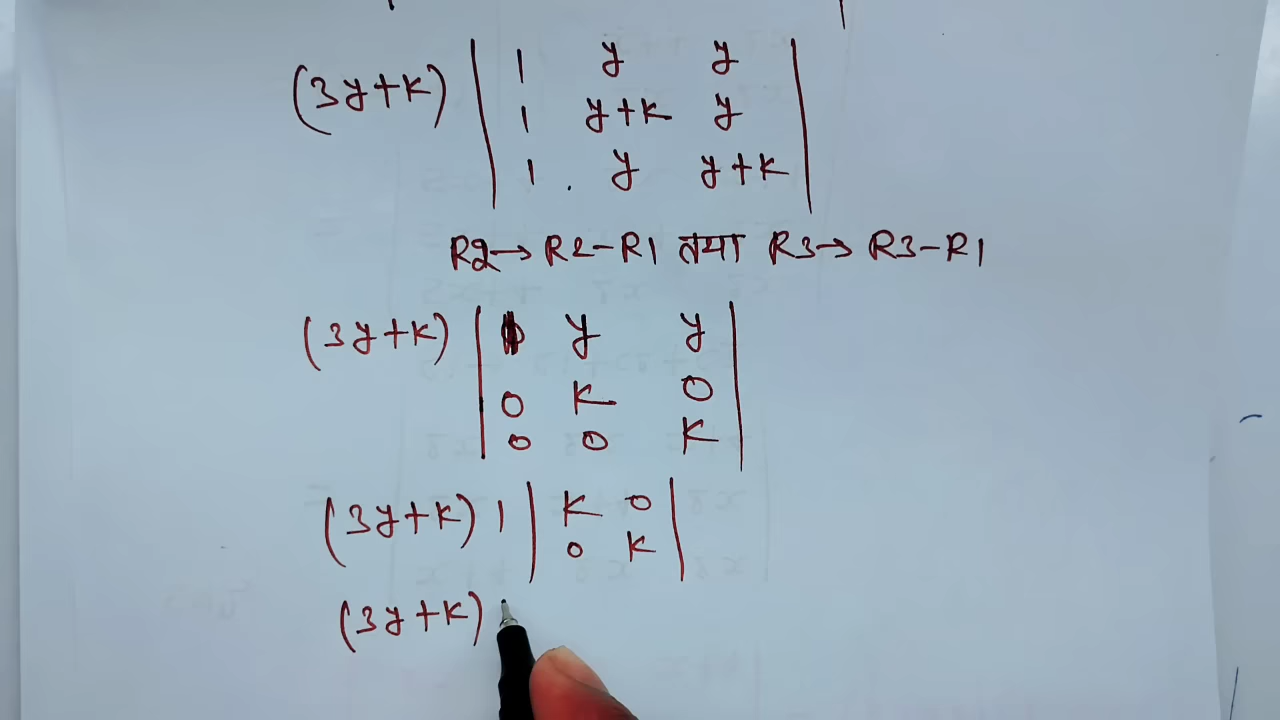 (3y+K) | 1 y y |
| 1 y+K y |
| 1 . y y+K |
R2→R2-R1 तथा R3→R3-R1
(3y+K) | 1 y y |
| 0 K 0 |
| 0 0 K |
(3y+K) 1 | K 0 |
| 0 K |
(3y+K)